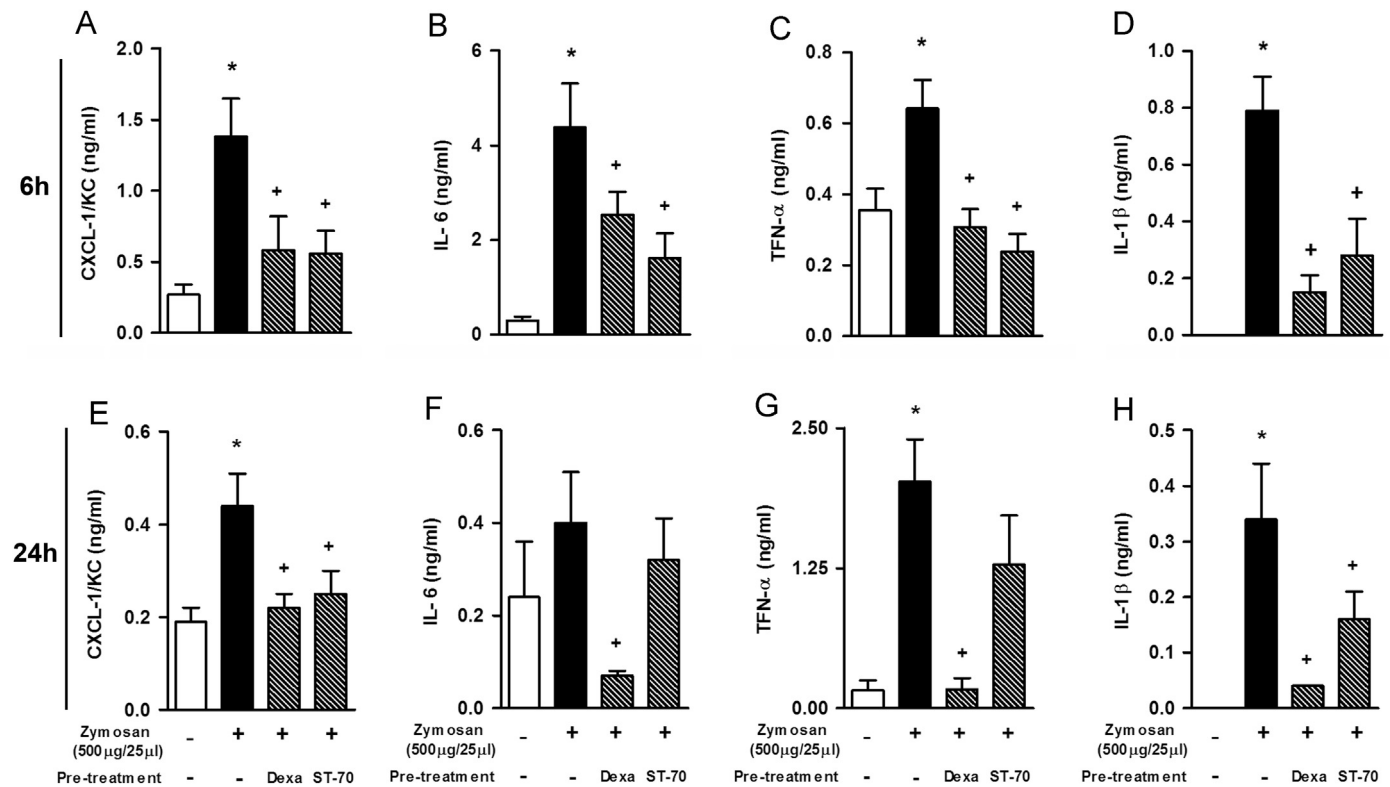 A
B
C
D
6h
CXCL-1/KC (ng/ml)
2.0
1.5
1.0
0.5
0.0
*
+
+
IL- 6 (ng/ml)
6
4
2
0
*
+
+
TFN-α (ng/ml)
0.8
0.6
0.4
0.2
0.0
*
+
+
IL-1 β (ng/ml)
1.0
0.8
0.6
0.4
0.2
0.0
*
+
+
E
F
G
H
24h
CXCL-1/KC (ng/ml)
0.6
0.4
0.2
0.0
*
+
+
IL- 6 (ng/ml)
0.6
0.4
0.2
0.0
+
TFN-α (ng/ml)
2.50
1.25
0.00
*
+
IL-1 β (ng/ml)
0.5
0.4
0.3
0.2
0.1
0.0
*
+
+
Zymosan - + + +
(500µg/25µl)
Pre-treatment - - Dexa ST-70
Zymosan - + + +
(500µg/25µl)
Pre-treatment - - Dexa ST-70
Zymosan - + + +
(500µg/25µl)
Pre-treatment - - Dexa ST-70
Zymosan - + + +
(500µg/25µl)
Pre-treatment - - Dexa ST-70